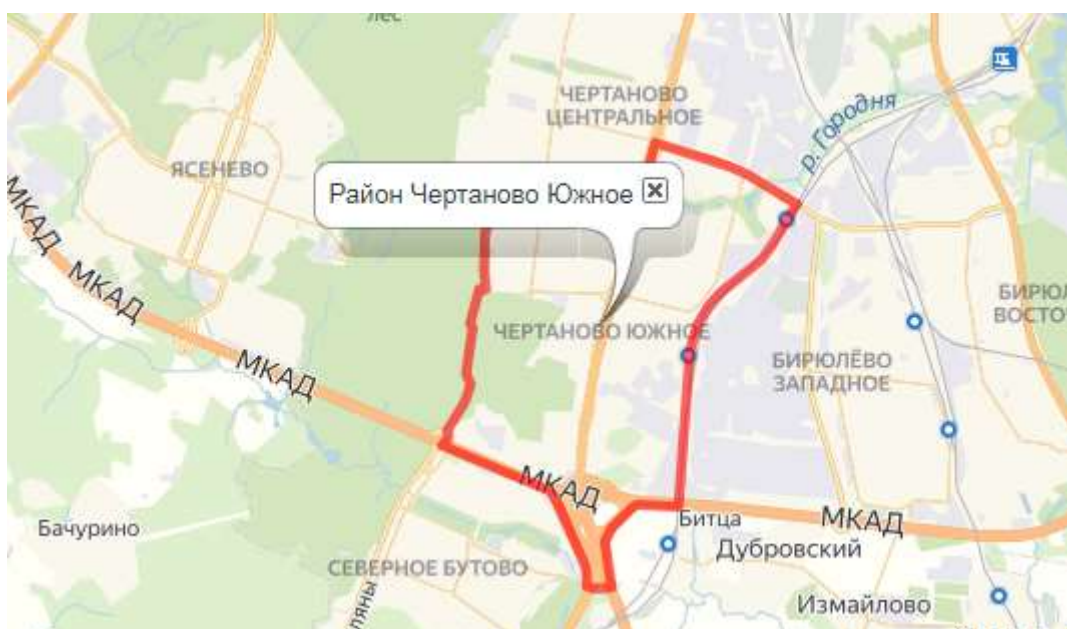 лес
ЧЕРТАНОВО
ЦЕНТРАЛЬНОЕ
р. Городня
ЯСЕНЕВО
Район Чертаново Южное
МКАД
МКАД
БИРЮЛ
ВОСТО
ЧЕРТАНОВО ЮЖНОЕ
БИРЮЛЁВО
ЗАПАДНОЕ
МКАД
МКАД
Битца
МКАД
Бачурино
Дубровский
СЕВЕРНОЕ БУТОВО
ляны
Измайлово